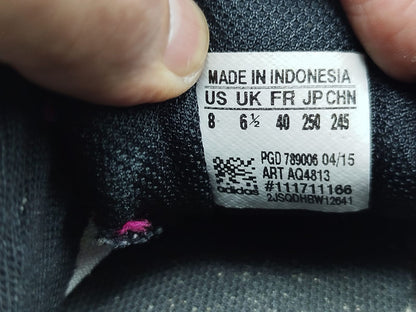 MADE IN INDONESIA
US UK FR JP CHN
8 6½ 40 250 245
PGD 789006 04/15
ART AQ4813
adidas #111711166
2JSQDHBW12641